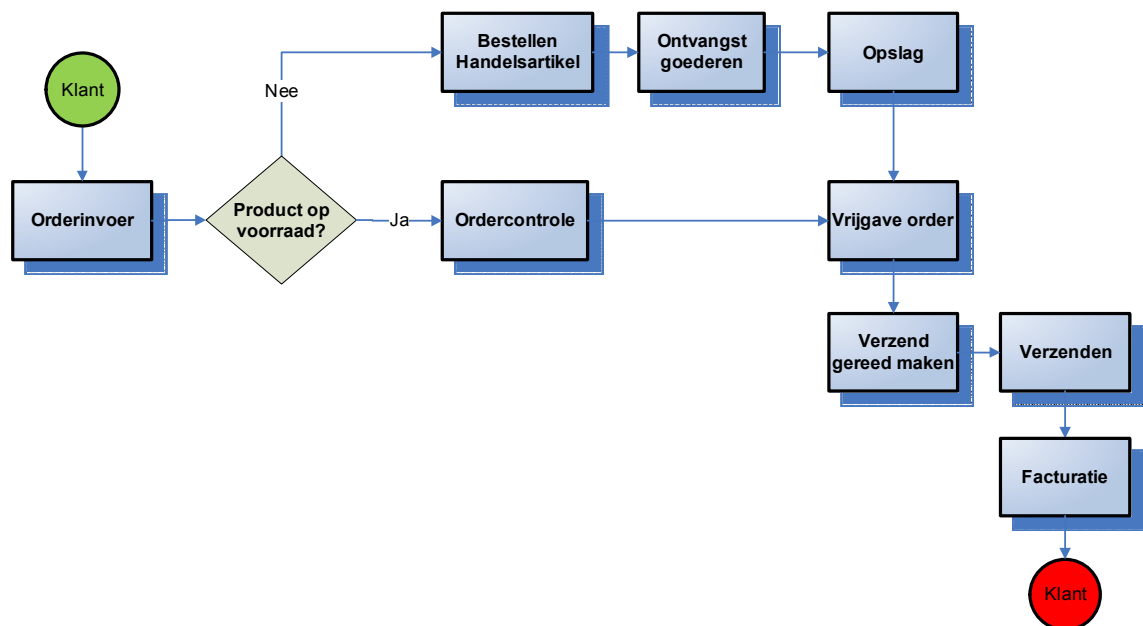 Klant
Orderinvoer
Product op
voorraad?
Nee
Ja
Bestellen
Handelsartikel
Ontvangst
goederen
Opslag
Ordercontrole
Vrijgave order
Verzend
gereed maken
Verzenden
Facturatie
Klant